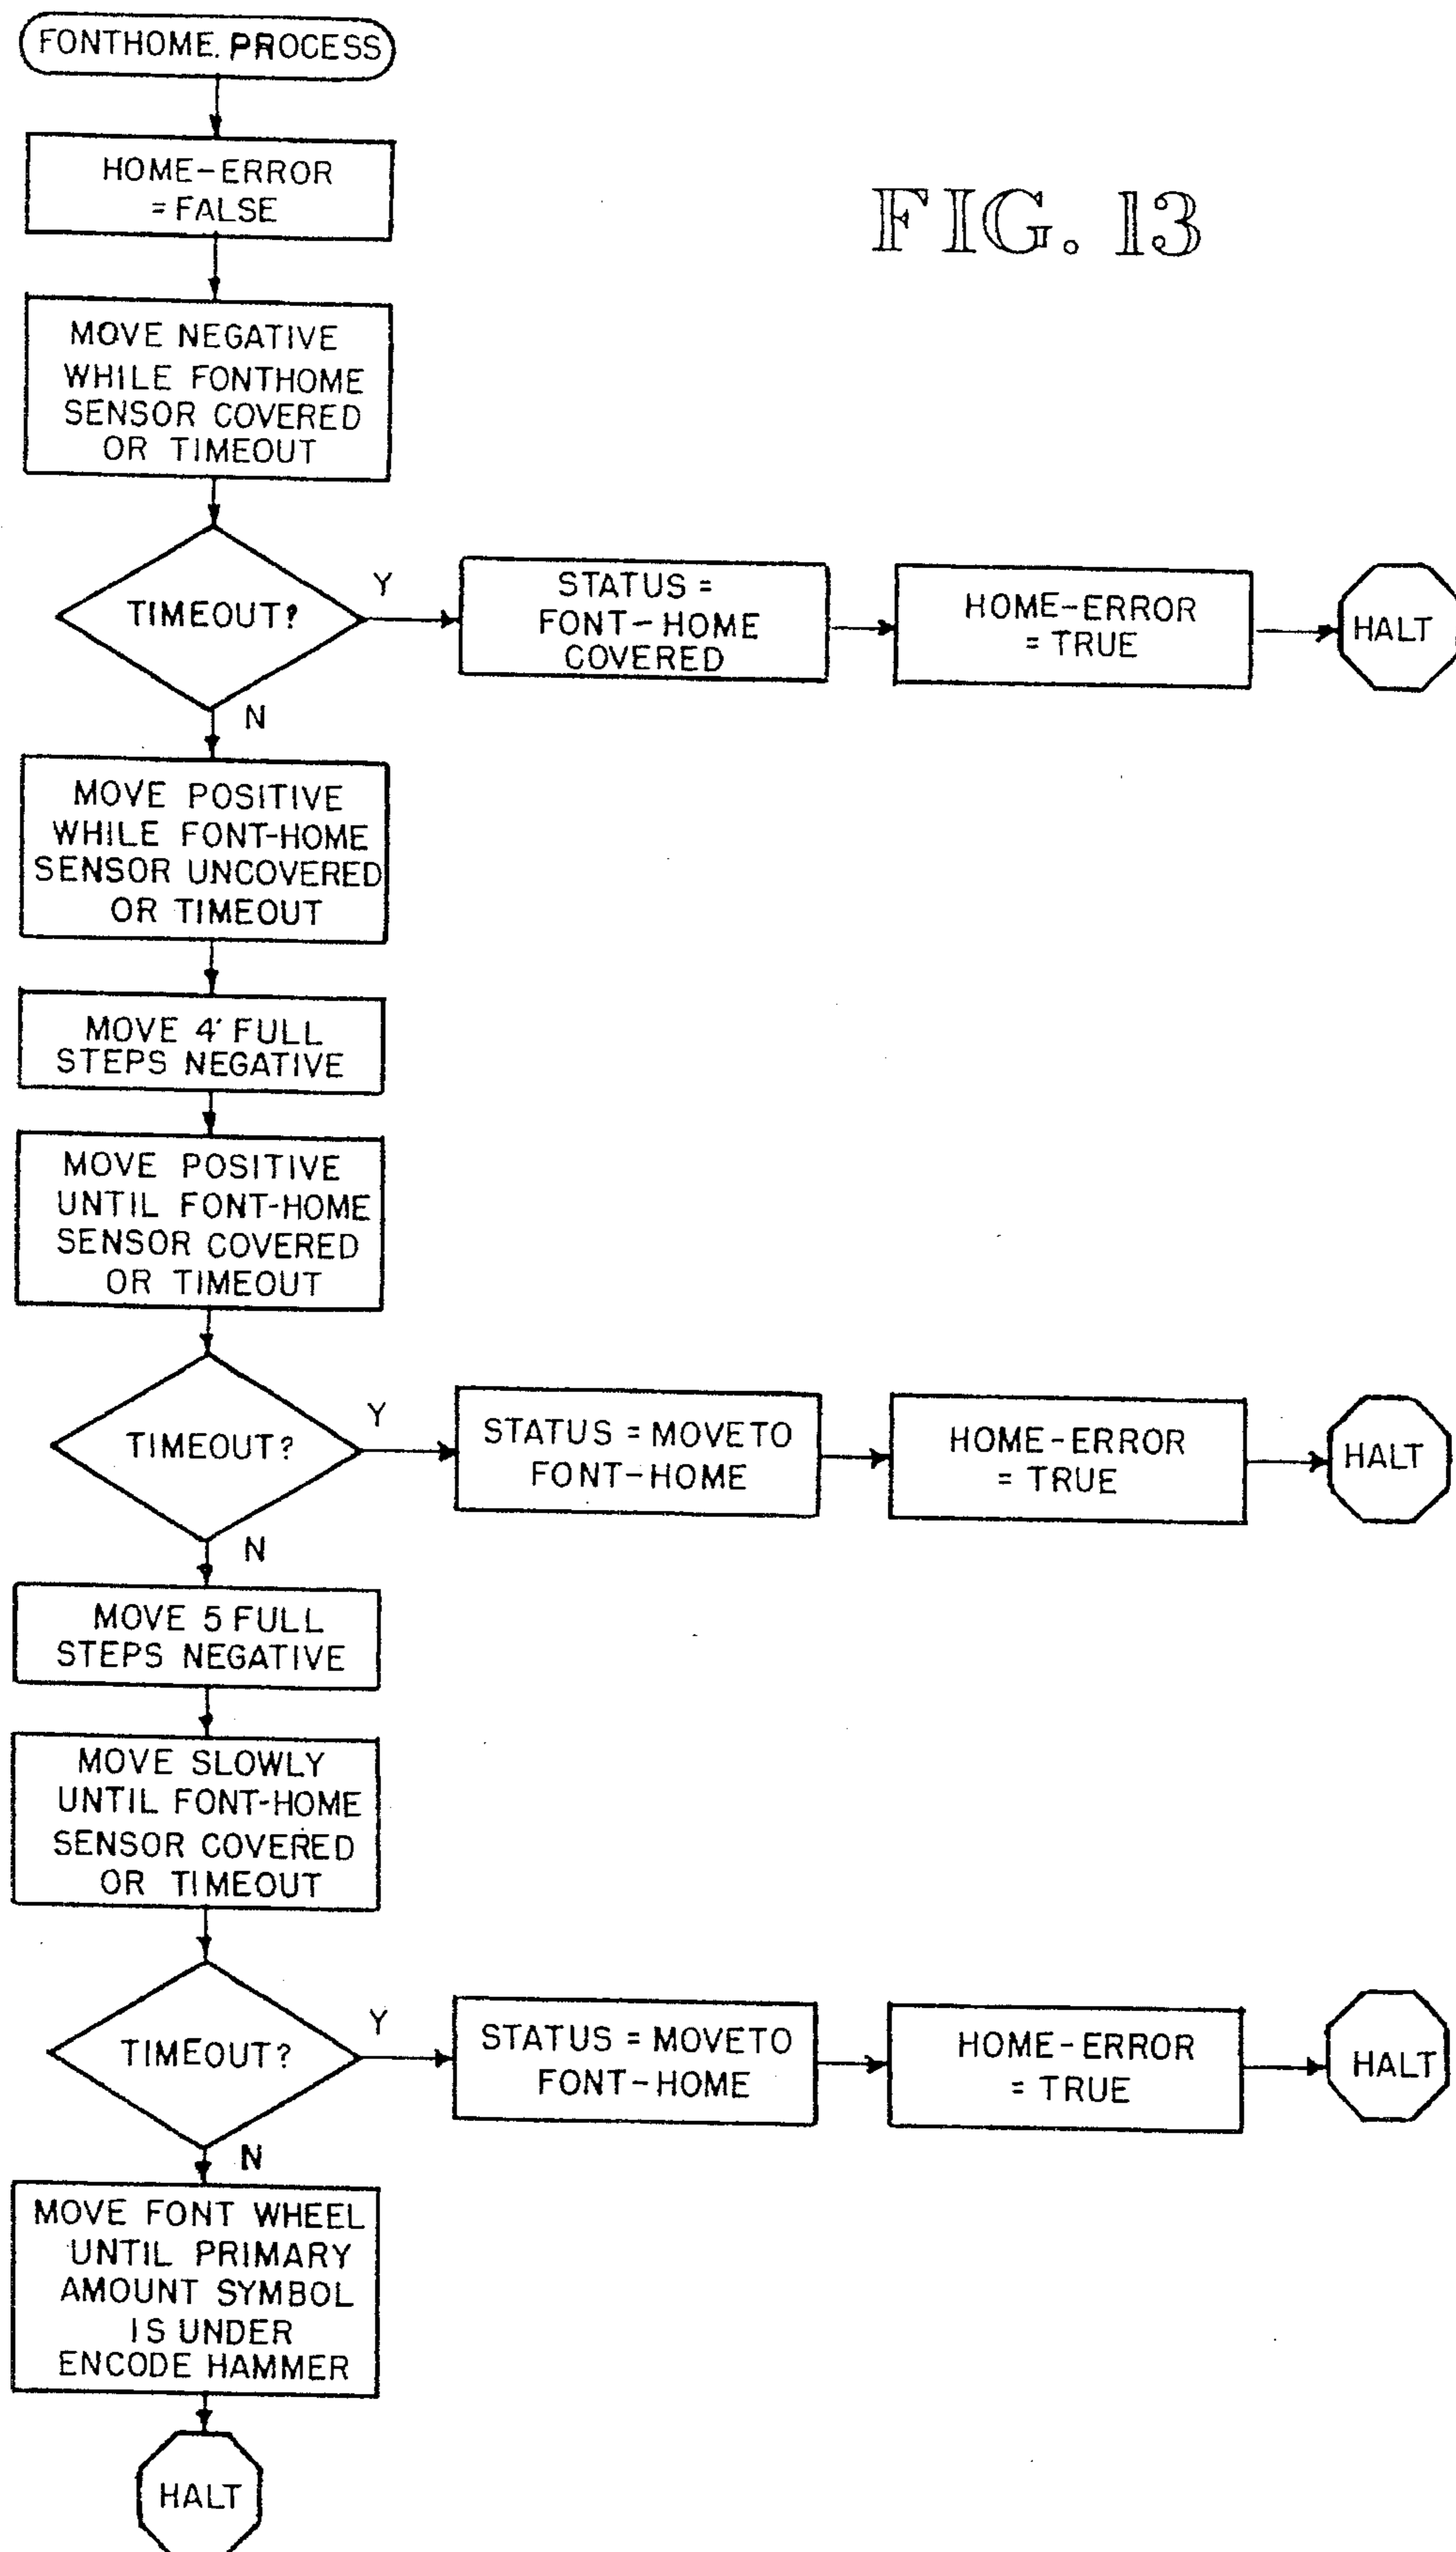 FONTHOME. PROCESS
HOME-ERROR
= FALSE
FIG. 13
MOVE NEGATIVE
WHILE FONTHOME
SENSOR COVERED
OR TIMEOUT
TIMEOUT?
Y
STATUS =
FONT-HOME
COVERED
HOME-ERROR
= TRUE
HALT
N
MOVE POSITIVE
WHILE FONT-HOME
SENSOR UNCOVERED
OR TIMEOUT
MOVE 4 FULL
STEPS NEGATIVE
MOVE POSITIVE
UNTIL FONT-HOME
SENSOR COVERED
OR TIMEOUT
TIMEOUT?
Y
STATUS = MOVETO
FONT-HOME
HOME-ERROR
= TRUE
HALT
N
MOVE 5 FULL
STEPS NEGATIVE
MOVE SLOWLY
UNTIL FONT-HOME
SENSOR COVERED
OR TIMEOUT
TIMEOUT?
Y
STATUS = MOVETO
FONT-HOME
HOME-ERROR
= TRUE
HALT
N
MOVE FONT WHEEL
UNTIL PRIMARY
AMOUNT SYMBOL
IS UNDER
ENCODE HAMMER
HALT